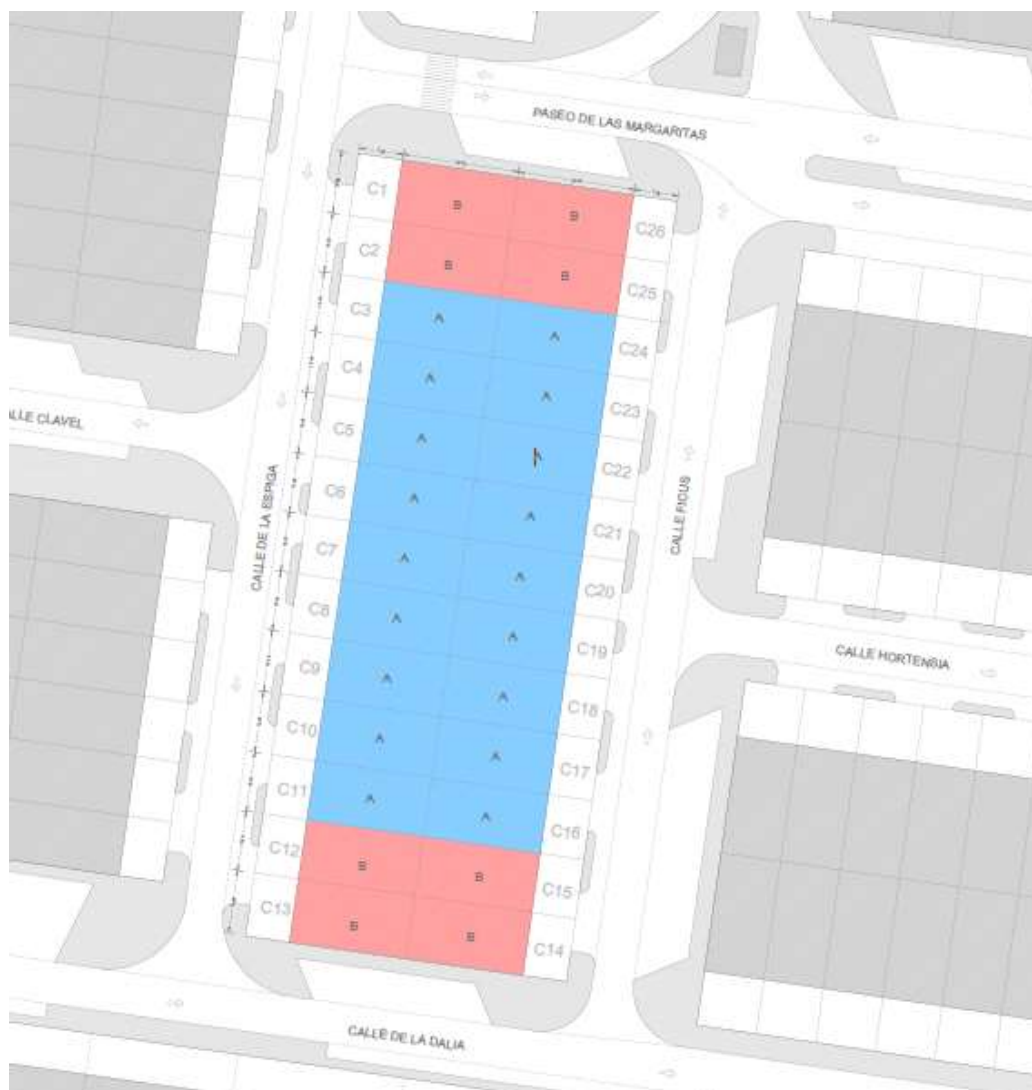 PASEO DE LAS MARGARITAS
C1
B
B
C26
C2
B
B
C25
C3
A
A
C24
C4
A
A
C23
ALLE CLAVEL
C5
A
A
C22
CALLE DE LA ESPIGA
CALLE FICUS
C6
A
A
C21
C7
A
A
C20
C8
A
A
C19
CALLE HORTENSIA
C9
A
A
C18
C10
A
A
C17
C11
A
A
C16
C12
B
B
C15
C13
B
B
C14
CALLE DE LA DALIA